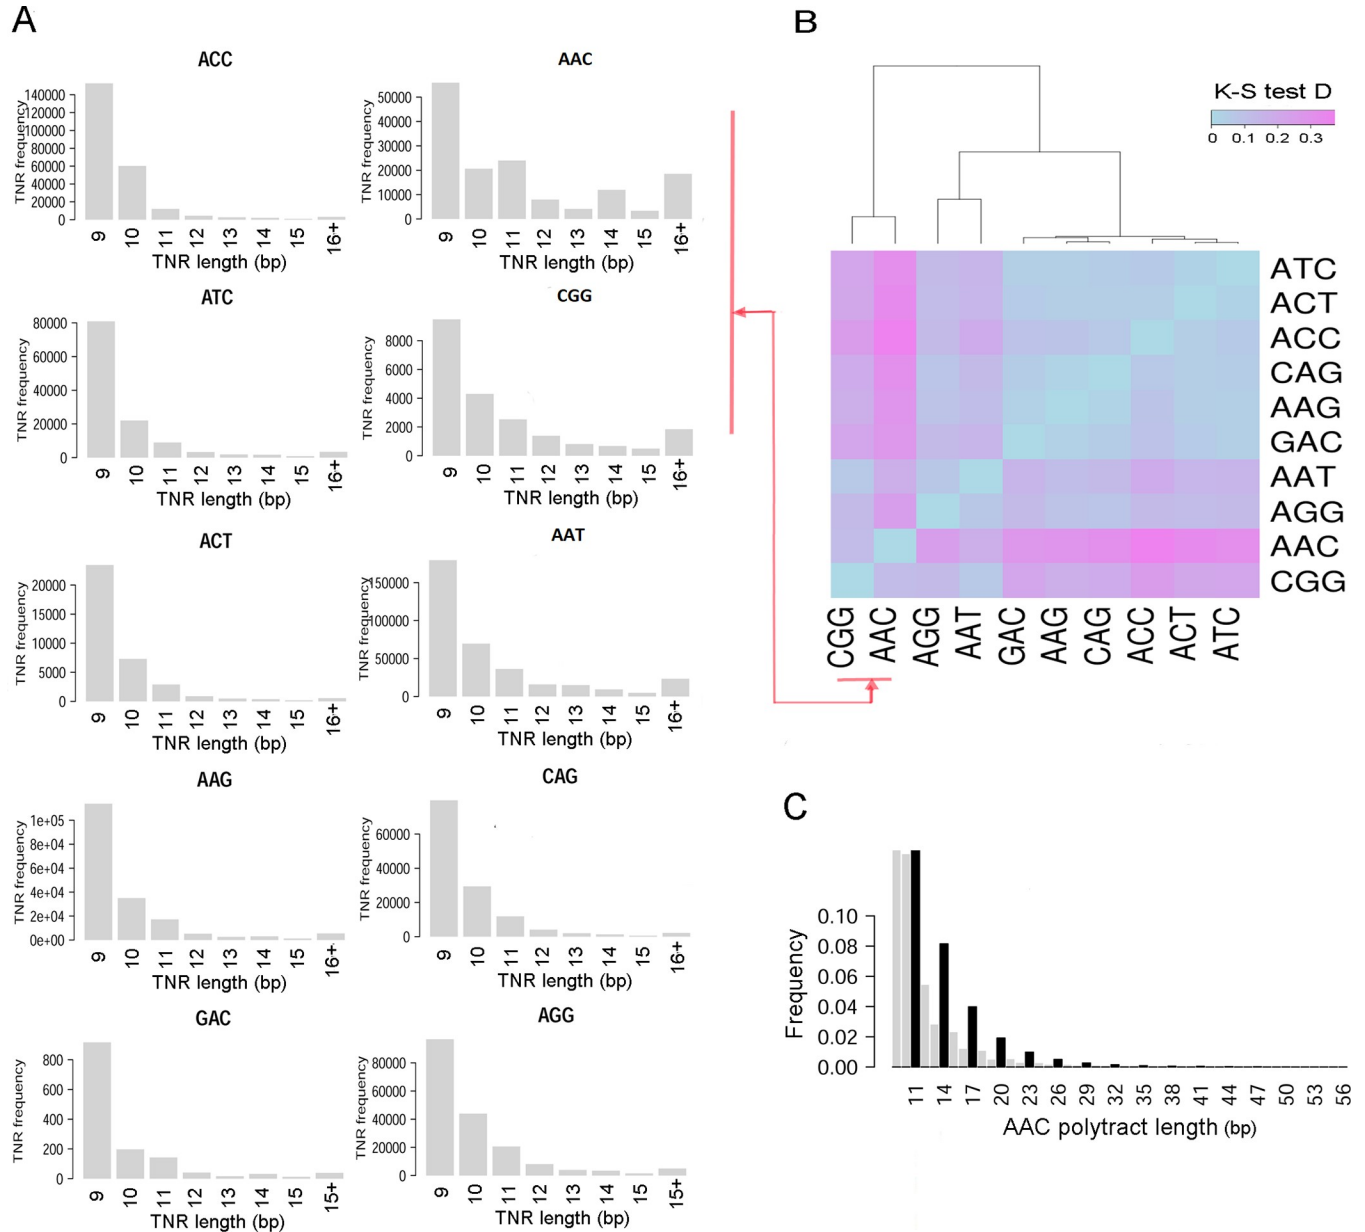 A
ACC
TNR frequency
140000
120000
100000
80000
60000
40000
20000
0
9 10 11 12 13 14 15 16+
TNR length (bp)
AAC
TNR frequency
50000
40000
30000
20000
10000
0
9 10 11 12 13 14 15 16+
TNR length (bp)
ATC
TNR frequency
80000
60000
40000
20000
0
9 10 11 12 13 14 15 16+
TNR length (bp)
CGG
TNR frequency
8000
6000
4000
2000
0
9 10 11 12 13 14 15 16+
TNR length (bp)
ACT
TNR frequency
20000
15000
10000
5000
0
9 10 11 12 13 14 15 16+
TNR length (bp)
AAT
TNR frequency
150000
100000
50000
0
9 10 11 12 13 14 15 16+
TNR length (bp)
AAG
TNR frequency
1e+05
8e+04
6e+04
4e+04
2e+04
0e+00
9 10 11 12 13 14 15 16+
TNR length (bp)
CAG
TNR frequency
60000
40000
20000
0
9 10 11 12 13 14 15 16+
TNR length (bp)
GAC
TNR frequency
800
600
400
200
0
9 10 11 12 13 14 15 15+
TNR length (bp)
AGG
TNR frequency
80000
60000
40000
20000
0
9 10 11 12 13 14 15 15+
TNR length (bp)
B
K-S test D
0 0.1 0.2 0.3
ATC
ACT
ACC
CAG
AAG
GAC
AAT
AGG
AAC
CGG
CGG AAC AGG AAT GAC AAG CAG ACC ACT ATC
C
Frequency
0.10
0.08
0.06
0.04
0.02
0.00
11 14 17 20 23 26 29 32 35 38 41 44 47 50 53 56
AAC polytract length (bp)